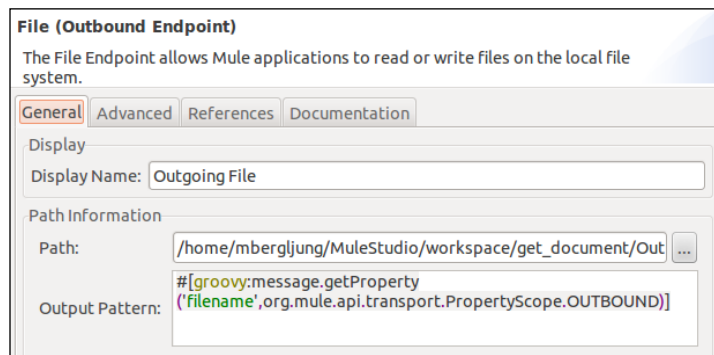 File (Outbound Endpoint)
The File Endpoint allows Mule applications to read or write files on the local file
system.
General Advanced References Documentation
Display
Display Name: Outgoing File
Path Information
Path: /home/mbergljung/MuleStudio/workspace/get_document/Out ...
#[groovy:message.getProperty
Output Pattern: ('filename',org.mule.api.transport.PropertyScope.OUTBOUND)]